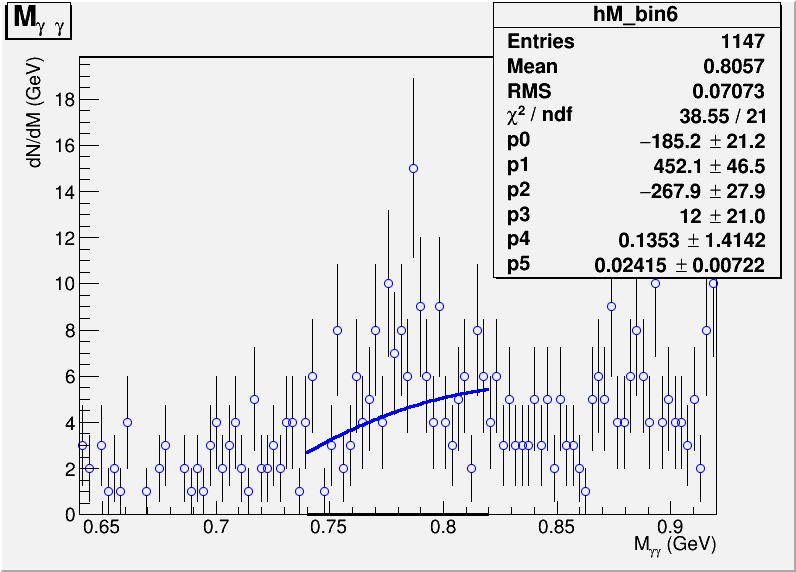 M_γ γ
hM_bin6
Entries 1147
Mean 0.8057
RMS 0.07073
χ² / ndf 38.55 / 21
p0 −185.2 ± 21.2
p1 452.1 ± 46.5
p2 −267.9 ± 27.9
p3 12 ± 21.0
p4 0.1353 ± 1.4142
p5 0.02415 ± 0.00722
dN/dM (GeV)
18
16
14
12
10
8
6
4
2
0
0.65 0.7 0.75 0.8 0.85 0.9
M_γγ (GeV)